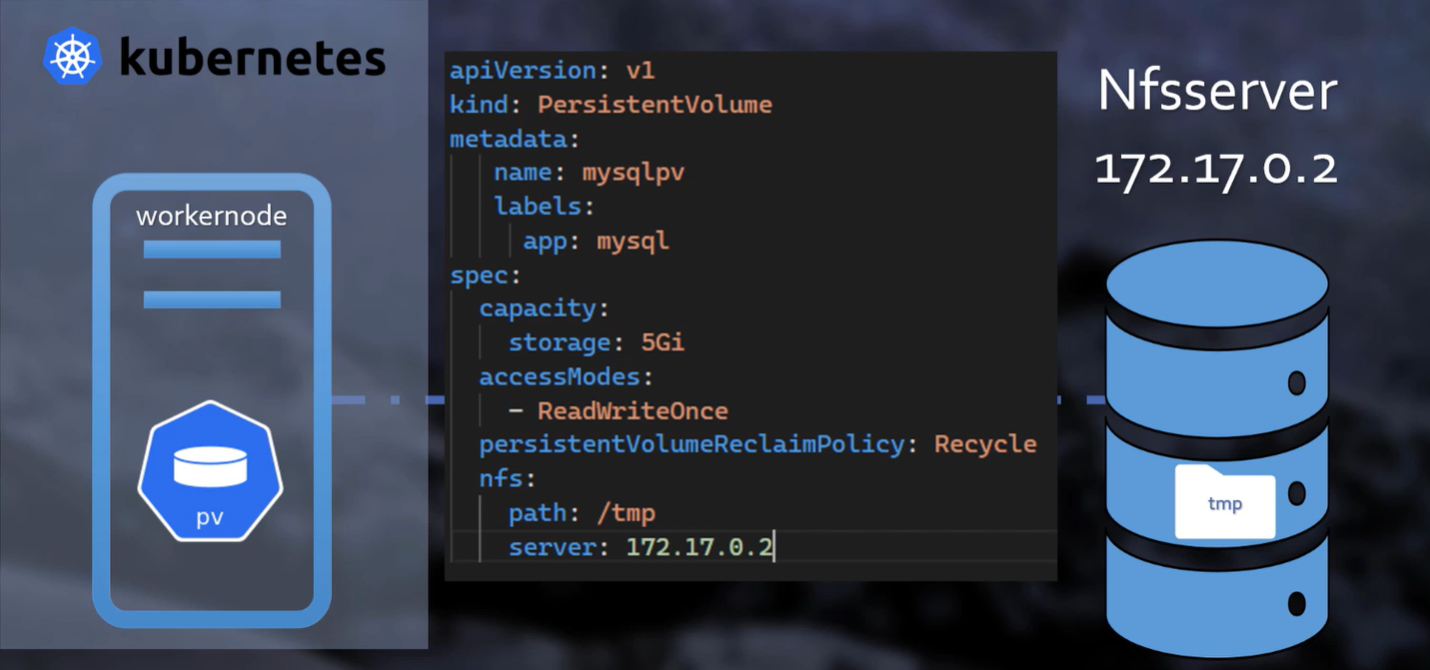 kubernetes
workernode
pv
apiVersion: v1
kind: PersistentVolume
metadata:
name: mysqlpv
labels:
app: mysql
spec:
capacity:
storage: 5Gi
accessModes:
- ReadWriteOnce
persistentVolumeReclaimPolicy: Recycle
nfs:
path: /tmp
server: 172.17.0.2
Nfsserver
172.17.0.2
tmp